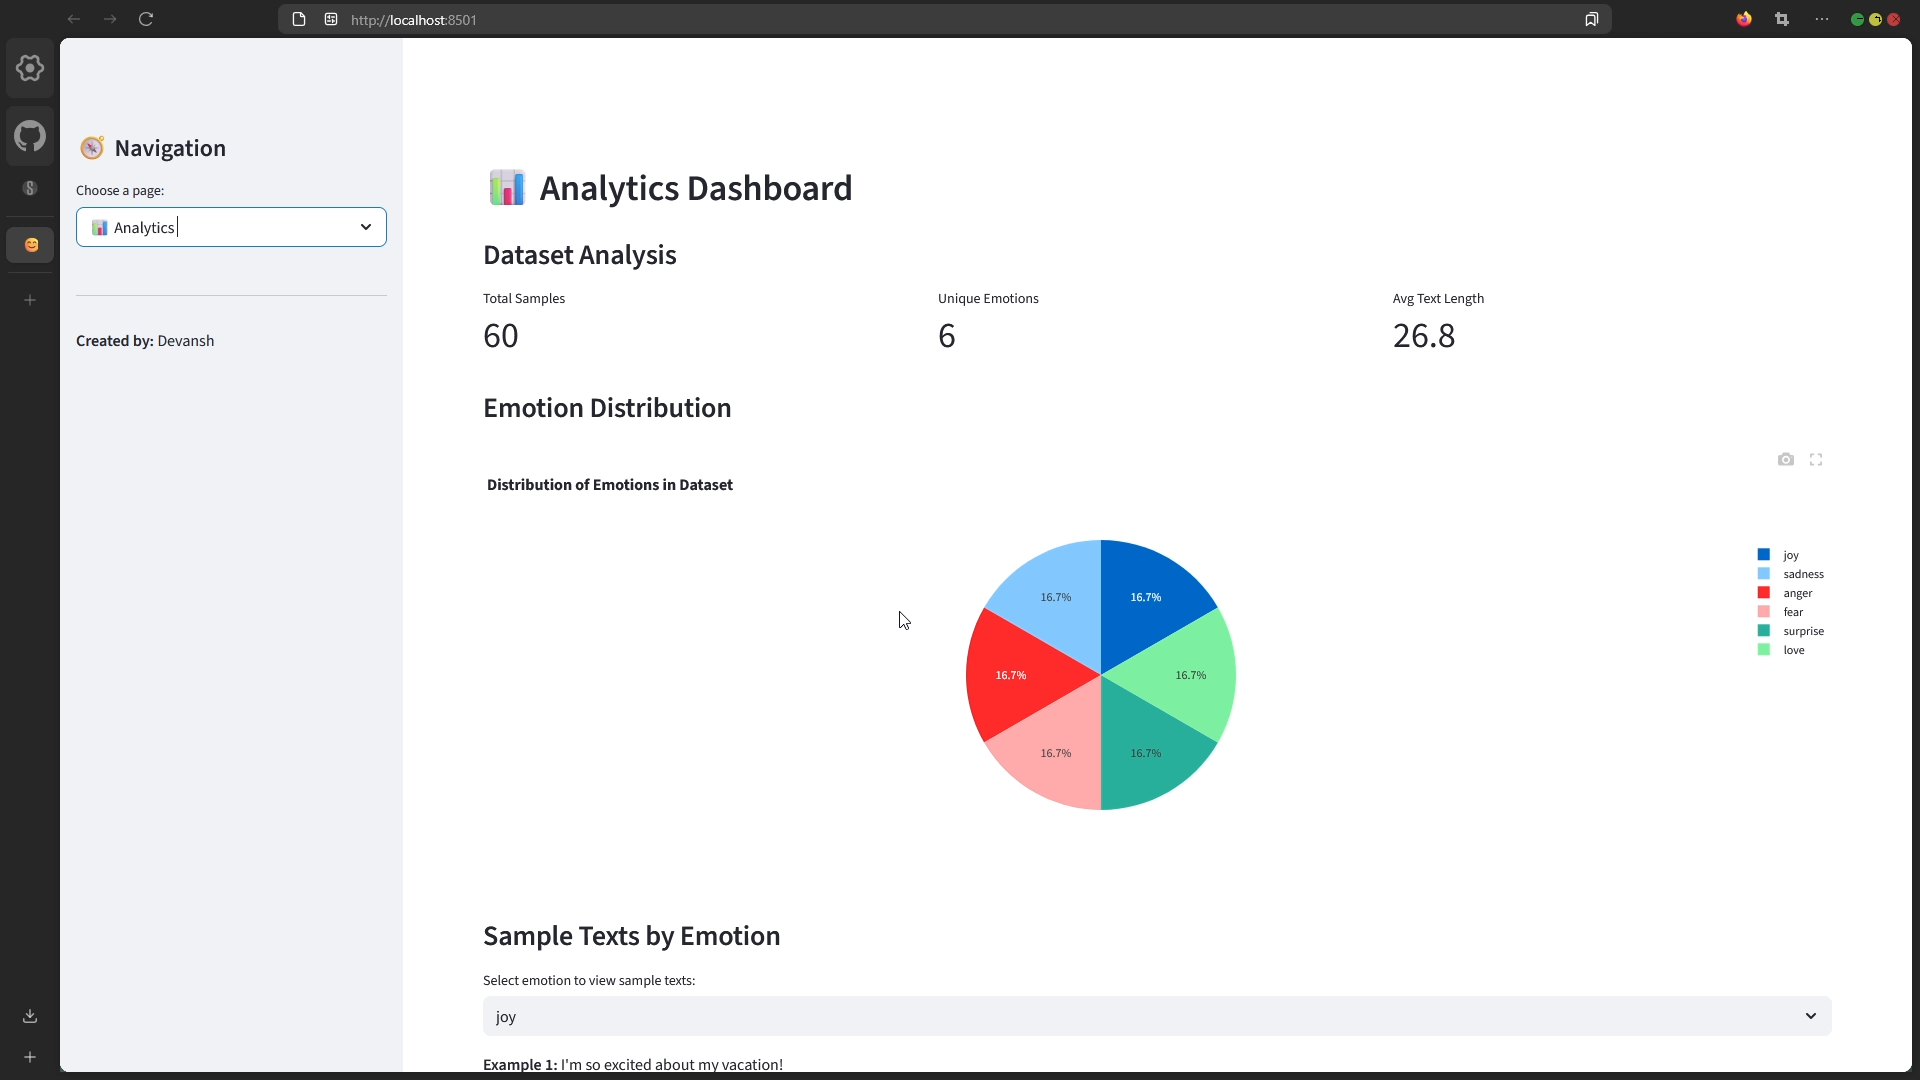 http://localhost:8501
Navigation
Choose a page:
Analytics
Created by: Devansh
Analytics Dashboard
Dataset Analysis
Total Samples
60
Unique Emotions
6
Avg Text Length
26.8
Emotion Distribution
Distribution of Emotions in Dataset
16.7%
16.7%
16.7%
16.7%
16.7%
16.7%
joy
sadness
anger
fear
surprise
love
Sample Texts by Emotion
Select emotion to view sample texts:
joy
Example 1: I'm so excited about my vacation!